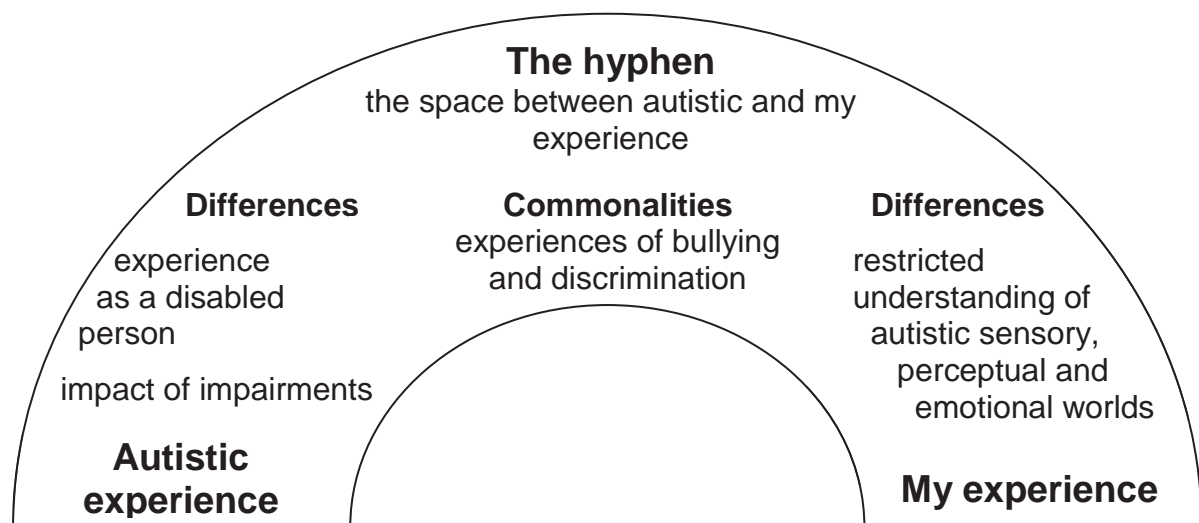 The hyphen
the space between autistic and my
experience
Differences
experience
as a disabled
person
impact of impairments
Autistic
experience
Commonalities
experiences of bullying
and discrimination
Differences
restricted
understanding of
autistic sensory,
perceptual and
emotional worlds
My experience